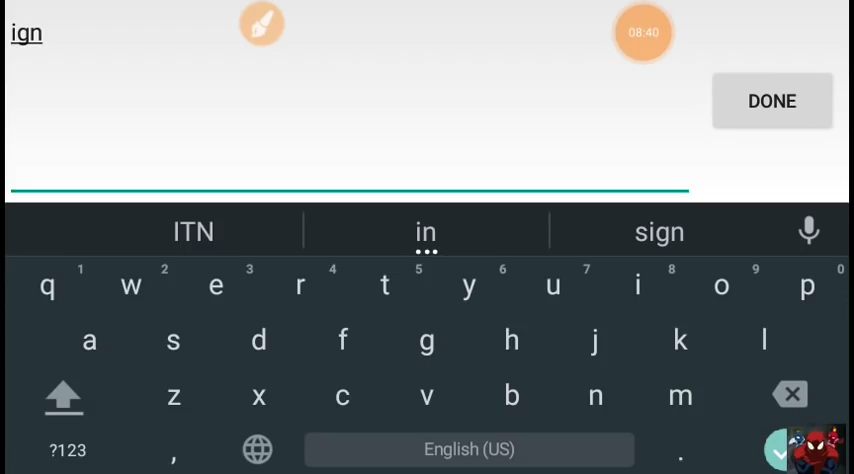 ign
08:40
DONE
ITN in sign
q 1 w 2 e 3 r 4 t 5 y 6 u 7 i 8 o 9 p 0
a s d f g h j k l
z x c v b n m
?123 , English (US) .